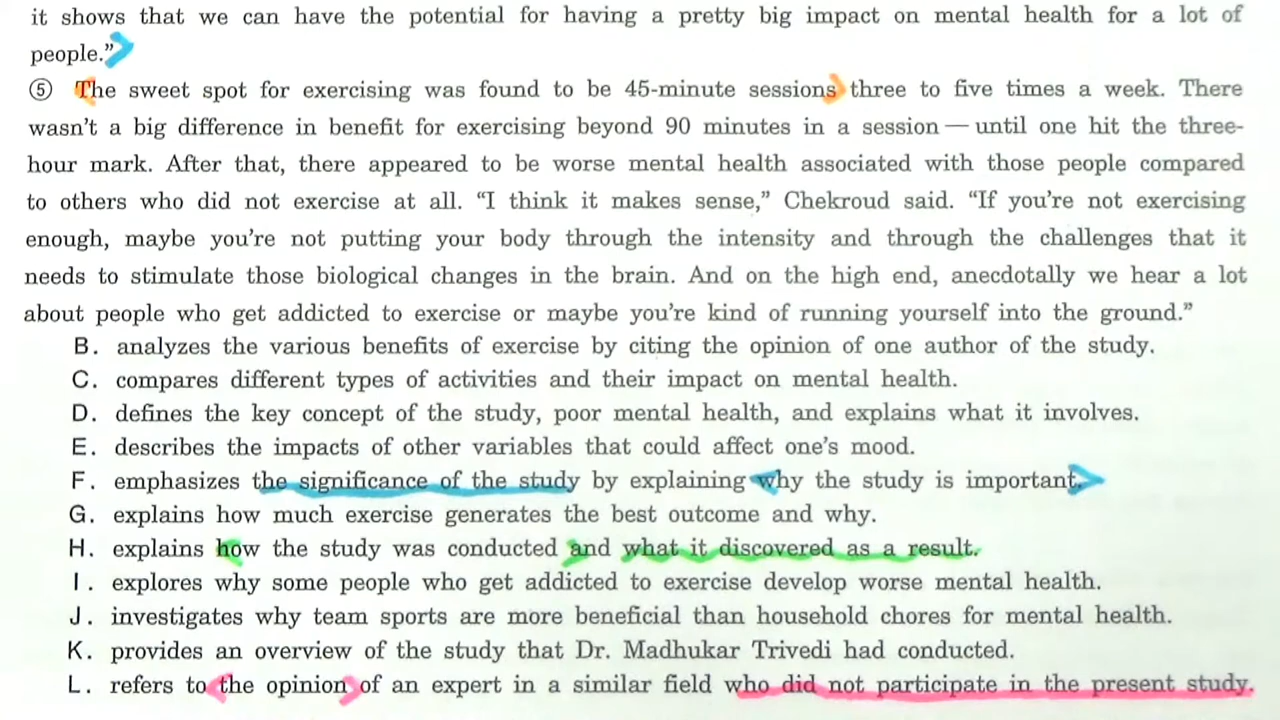 it shows that we can have the potential for having a pretty big impact on mental health for a lot of
people.”
⑤ The sweet spot for exercising was found to be 45-minute sessions three to five times a week. There
wasn’t a big difference in benefit for exercising beyond 90 minutes in a session — until one hit the three-
hour mark. After that, there appeared to be worse mental health associated with those people compared
to others who did not exercise at all. “I think it makes sense,” Chekroud said. “If you’re not exercising
enough, maybe you’re not putting your body through the intensity and through the challenges that it
needs to stimulate those biological changes in the brain. And on the high end, anecdotally we hear a lot
about people who get addicted to exercise or maybe you’re kind of running yourself into the ground.”
B. analyzes the various benefits of exercise by citing the opinion of one author of the study.
C. compares different types of activities and their impact on mental health.
D. defines the key concept of the study, poor mental health, and explains what it involves.
E. describes the impacts of other variables that could affect one’s mood.
F. emphasizes the significance of the study by explaining why the study is important.
G. explains how much exercise generates the best outcome and why.
H. explains how the study was conducted and what it discovered as a result.
I. explores why some people who get addicted to exercise develop worse mental health.
J. investigates why team sports are more beneficial than household chores for mental health.
K. provides an overview of the study that Dr. Madhukar Trivedi had conducted.
L. refers to the opinion of an expert in a similar field who did not participate in the present study.